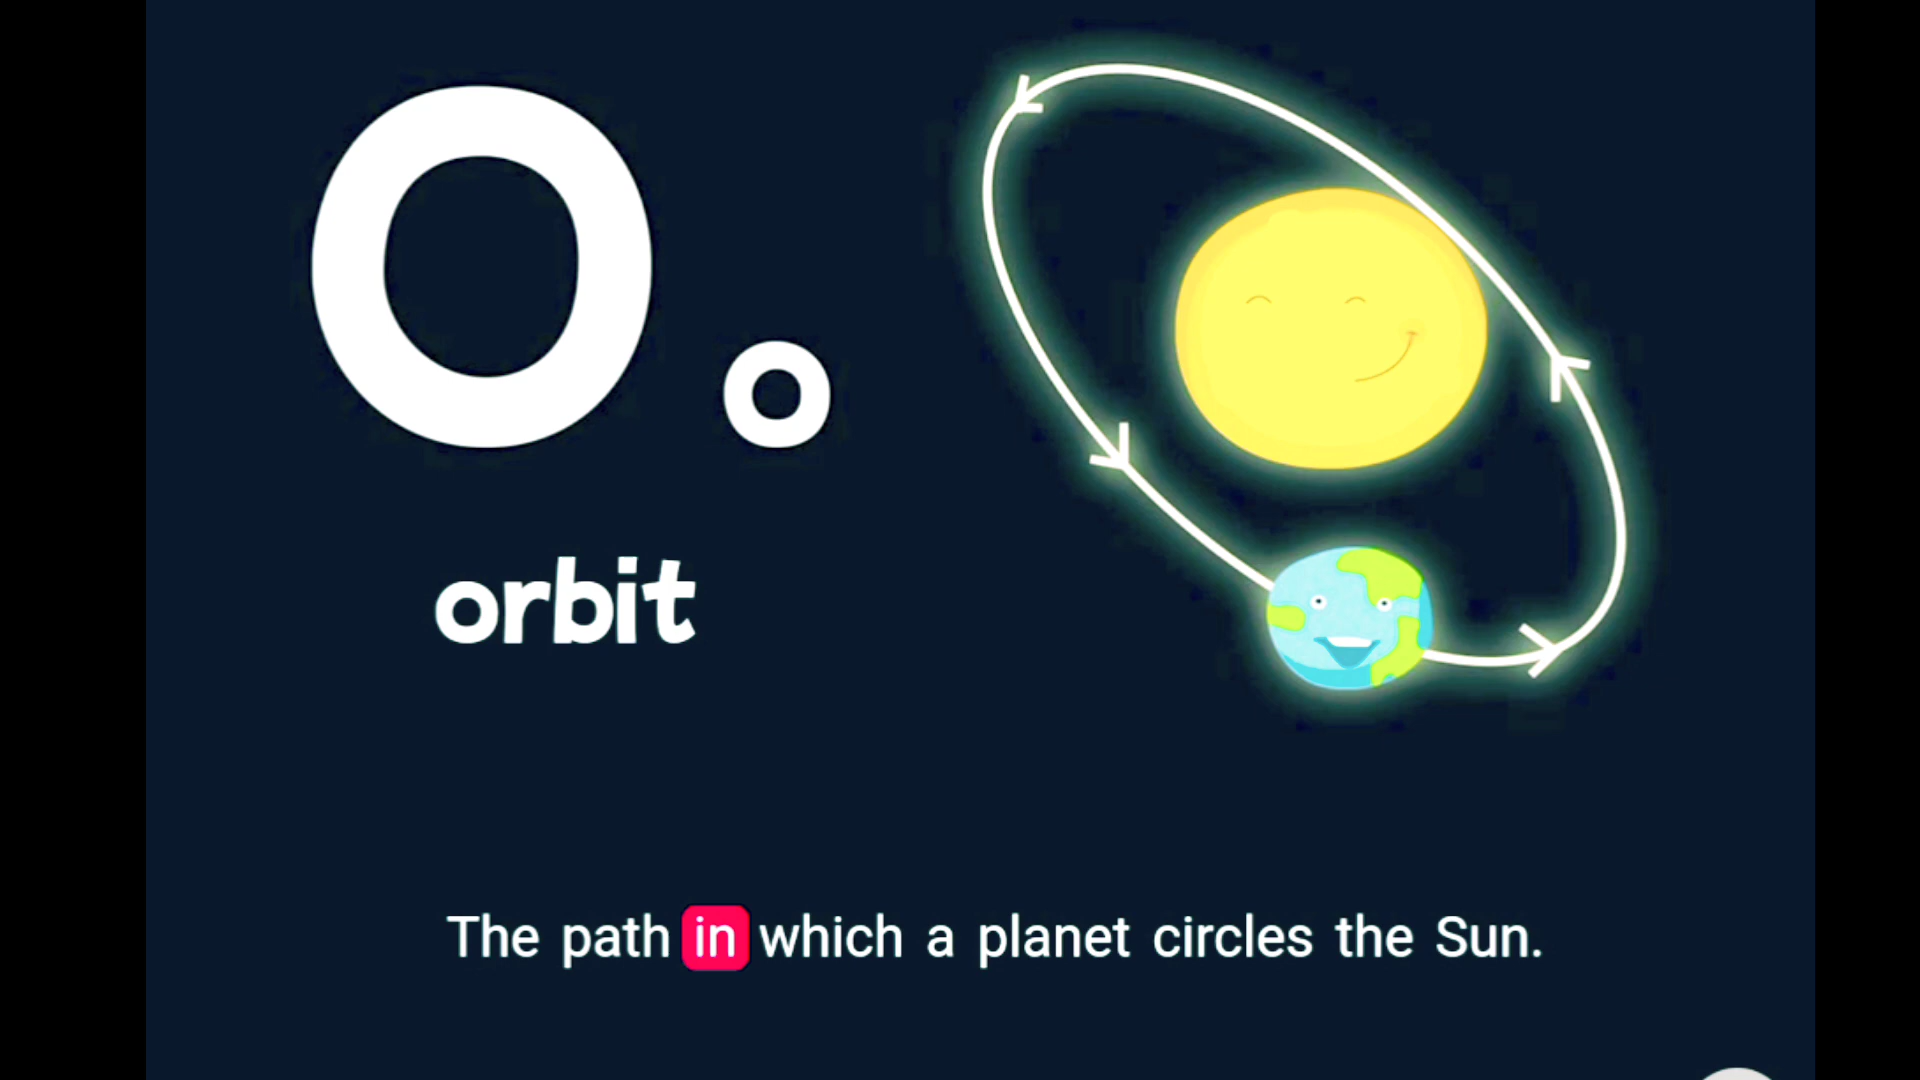 O o
orbit
The path in which a planet circles the Sun.